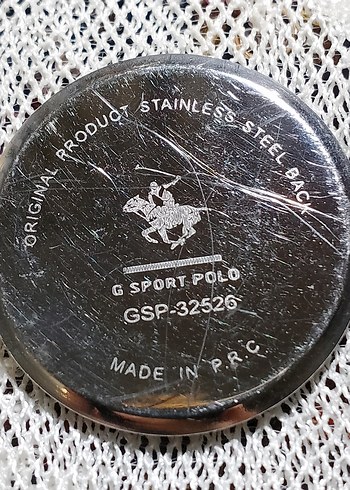 ORIGINAL PRODUCT STAINLESS STEEL BACK
G SPORT POLO
GSP-32526
MADE IN P.R.C